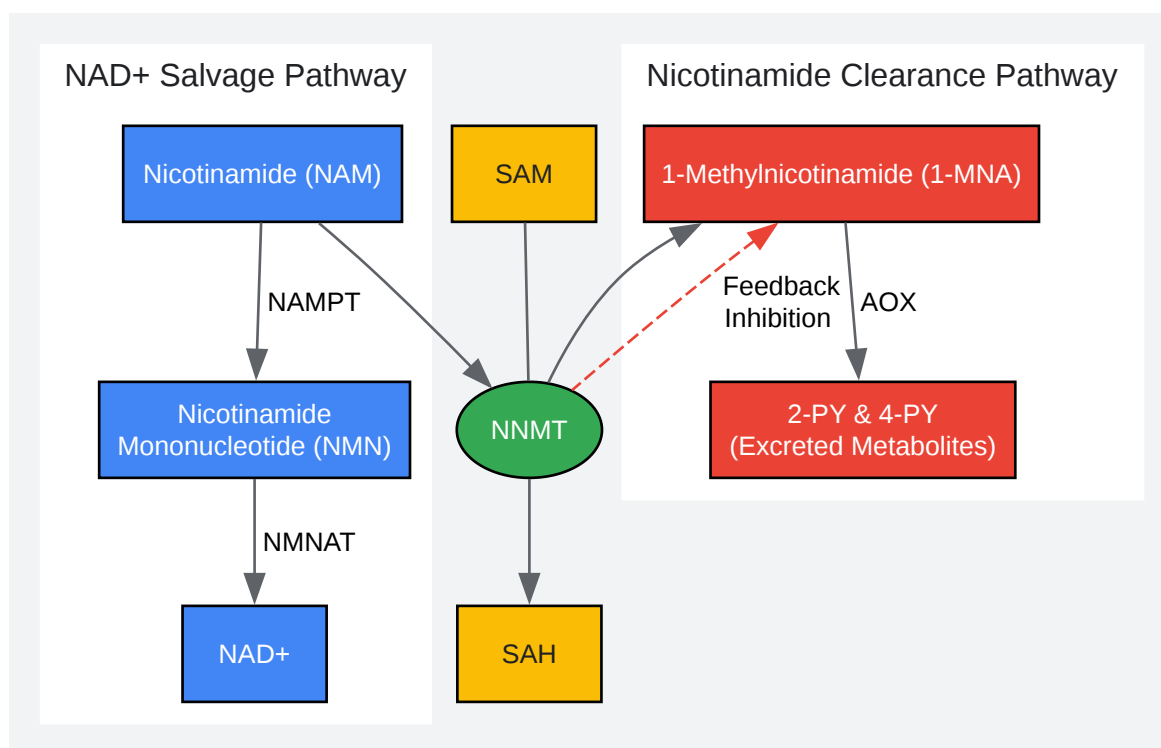 NAD+ Salvage Pathway
Nicotinamide Clearance Pathway
Nicotinamide (NAM)
SAM
1-Methylnicotinamide (1-MNA)
NAMPT
Feedback
Inhibition
AOX
Nicotinamide
Mononucleotide (NMN)
NNMT
2-PY & 4-PY
(Excreted Metabolites)
NMNAT
NAD+
SAH